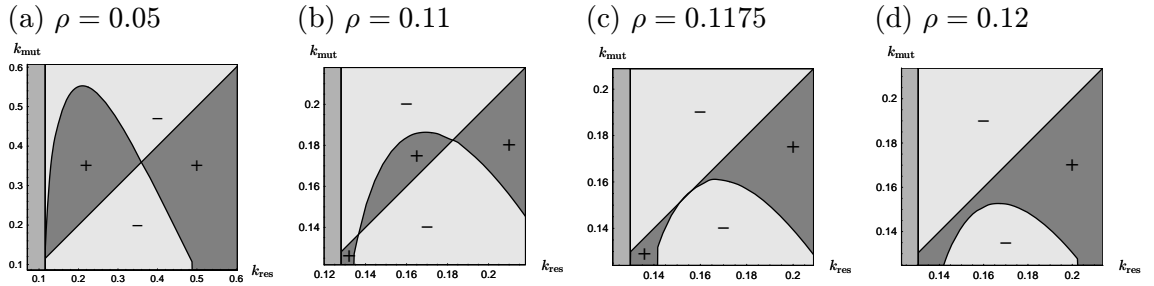 (a) ρ = 0.05
k_mut
0.6
0.5
0.4
0.3
0.2
0.1
0.1 0.2 0.3 0.4 0.5 0.6
k_res
−
+ +
−
(b) ρ = 0.11
k_mut
0.2
0.18
0.16
0.14
0.12 0.14 0.16 0.18 0.2
k_res
−
+ +
−
+
(c) ρ = 0.1175
k_mut
0.2
0.18
0.16
0.14
0.14 0.16 0.18 0.2
k_res
−
+
−
+
(d) ρ = 0.12
k_mut
0.2
0.18
0.16
0.14
0.14 0.16 0.18 0.2
k_res
−
+
−